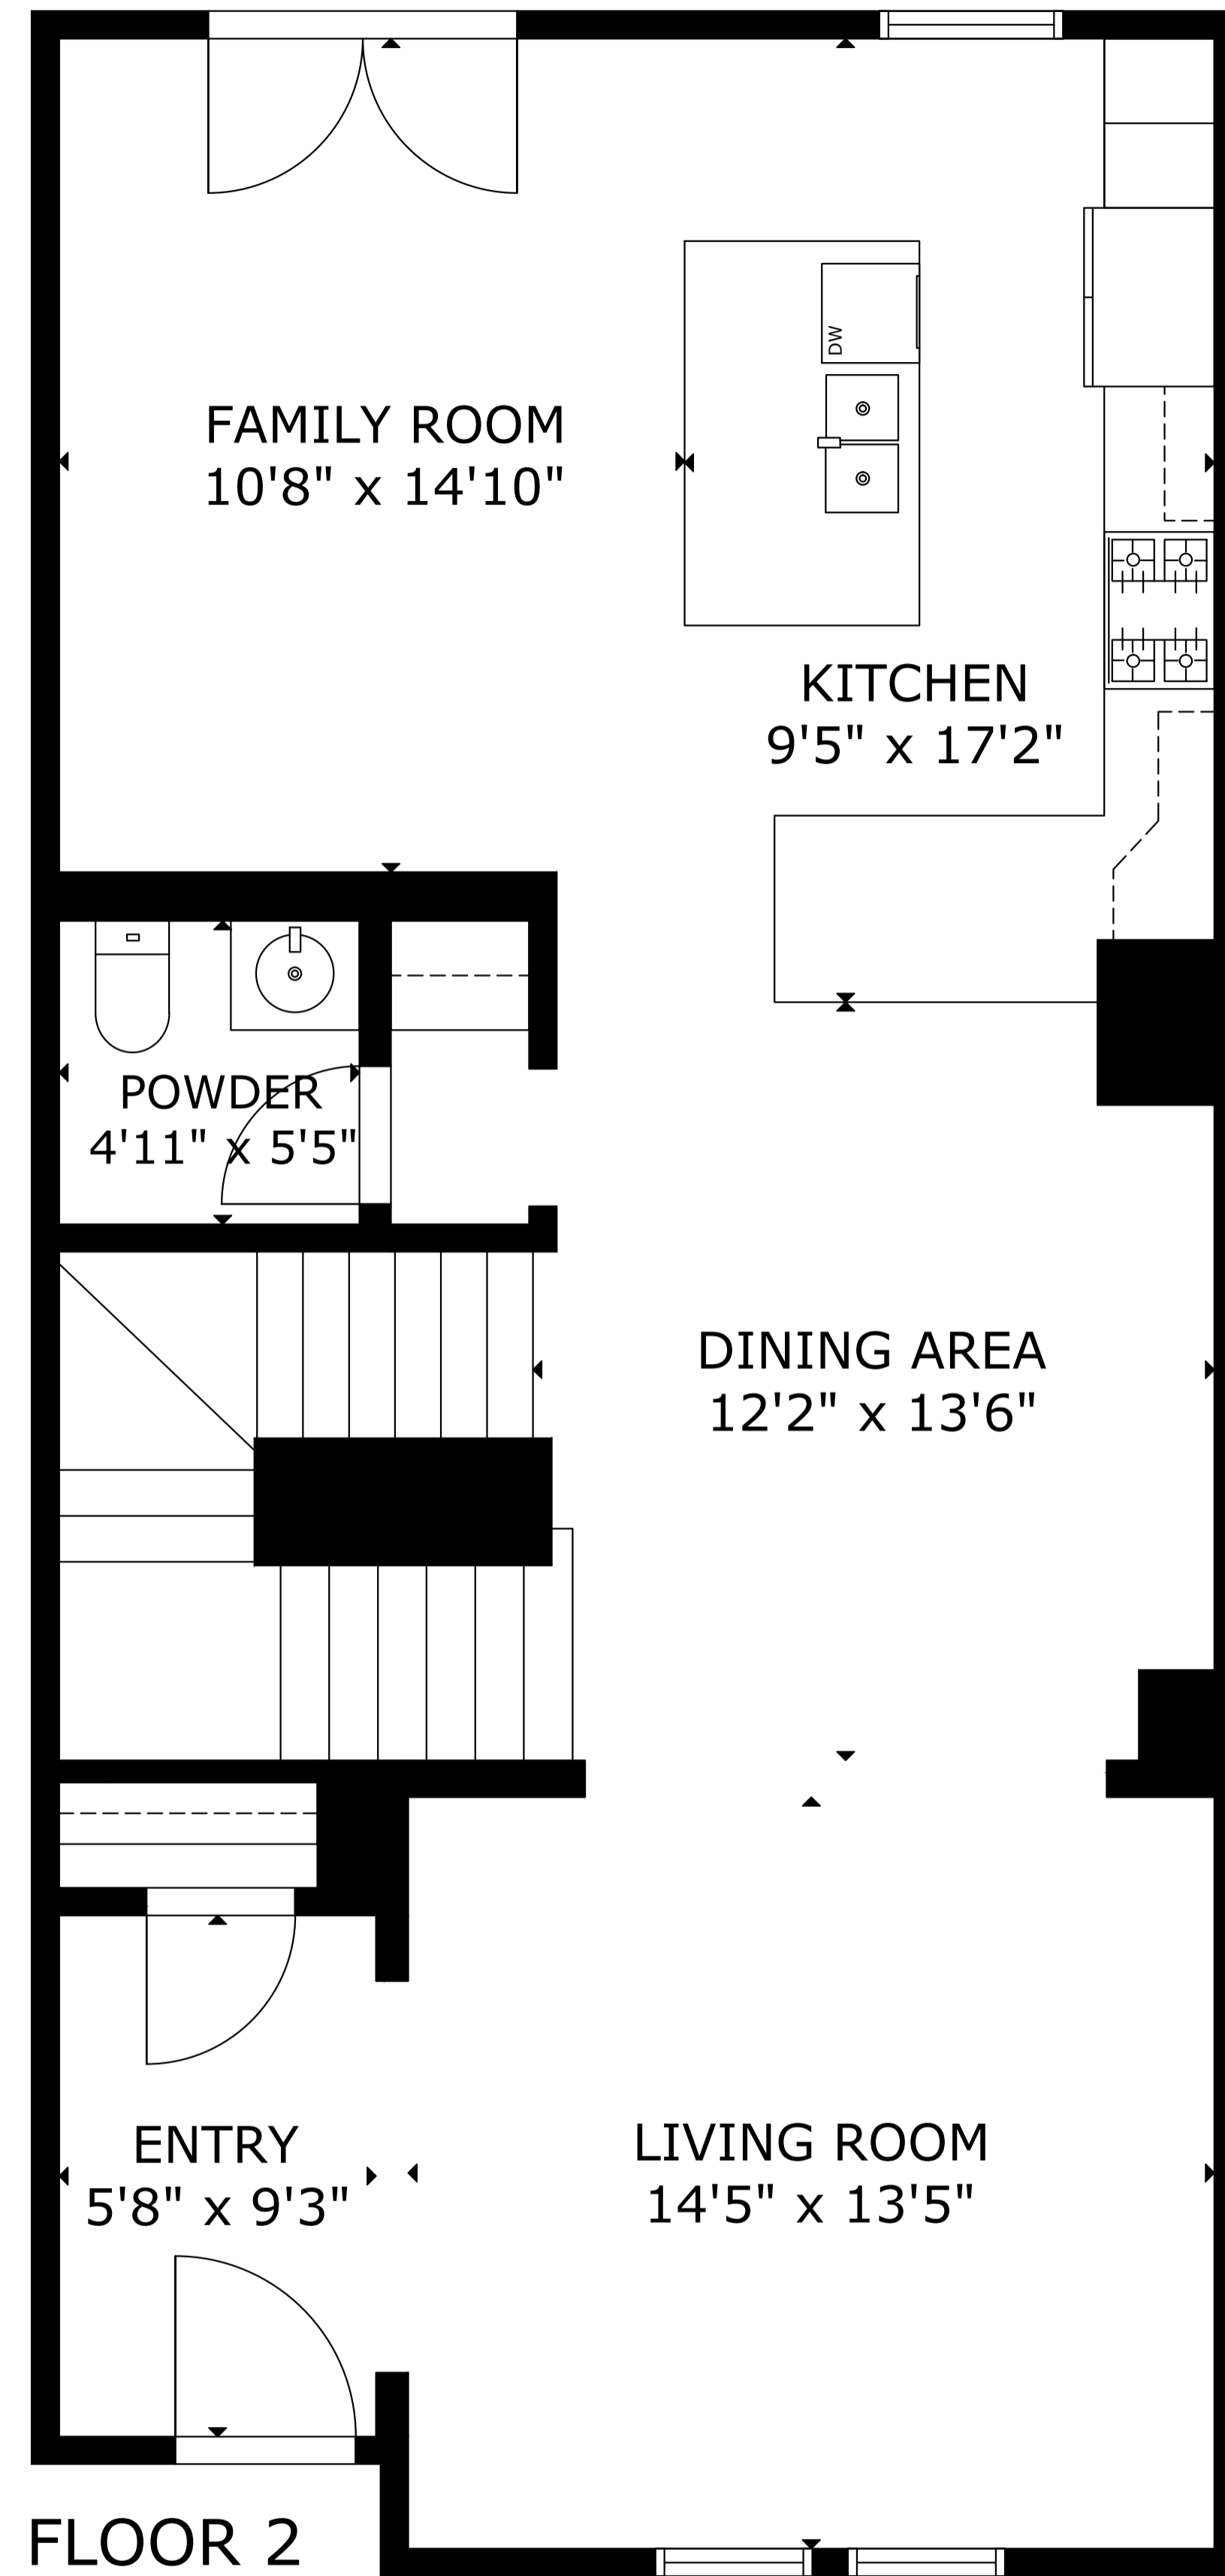 DW
FAMILY ROOM
10'8" x 14'10"
KITCHEN
9'5" x 17'2"
POWDER
4'11" x 5'5"
DINING AREA
12'2" x 13'6"
ENTRY
5'8" x 9'3"
LIVING ROOM
14'5" x 13'5"
FLOOR 2